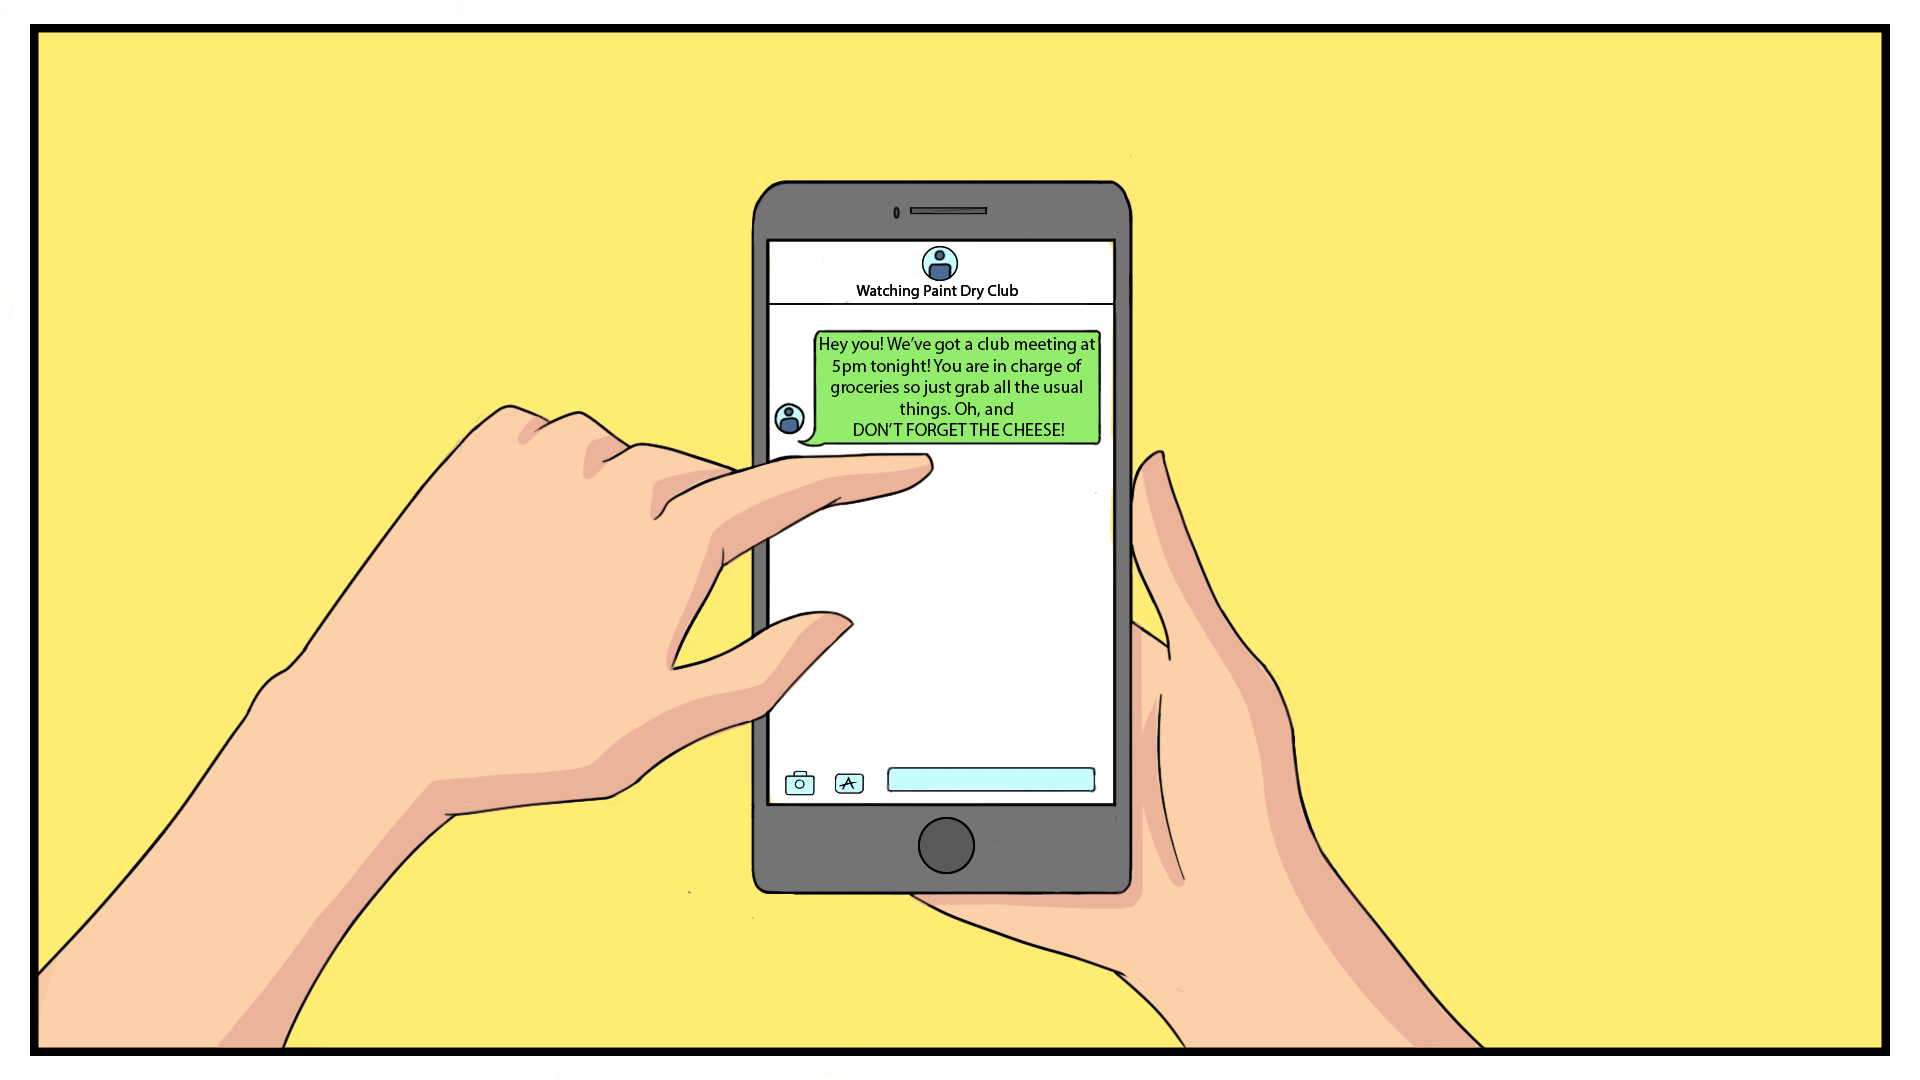 Watching Paint Dry Club
Hey you! We’ve got a club meeting at
5pm tonight! You are in charge of
groceries so just grab all the usual
things. Oh, and
DON’T FORGET THE CHEESE!